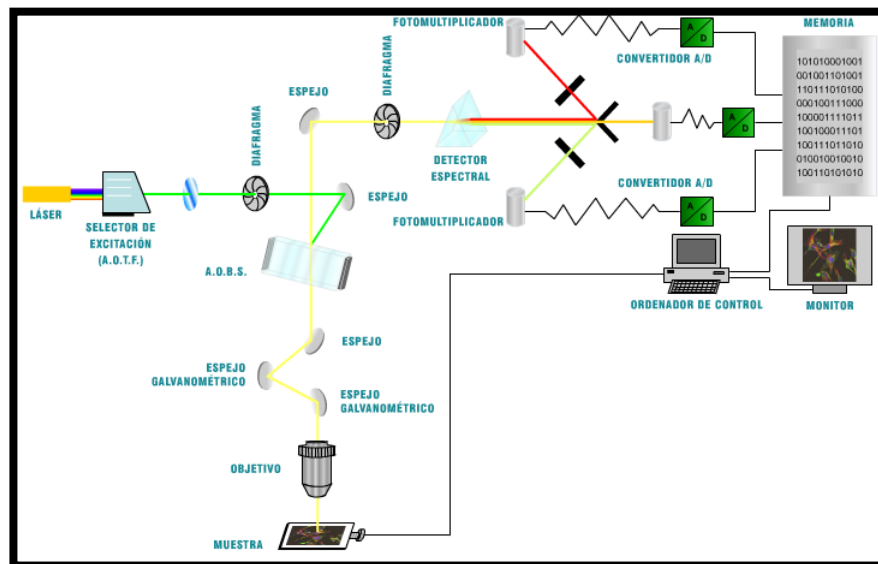 FOTOMULTIPLICADOR
MEMORIA
A/D
CONVERTIDOR A/D
101010001001
001001101001
110111010100
000100111000
100001111011
100100011101
100111011010
010010010010
100110101010
ESPEJO
DIAFRAGMA
DETECTOR
ESPECTRAL
A/D
DIAFRAGMA
LÁSER
SELECTOR DE
EXCITACIÓN
(A.O.T.F.)
ESPEJO
CONVERTIDOR A/D
FOTOMULTIPLICADOR
A/D
A.O.B.S.
ORDENADOR DE CONTROL
MONITOR
ESPEJO
ESPEJO
GALVANOMÉTRICO
ESPEJO
GALVANOMÉTRICO
OBJETIVO
MUESTRA